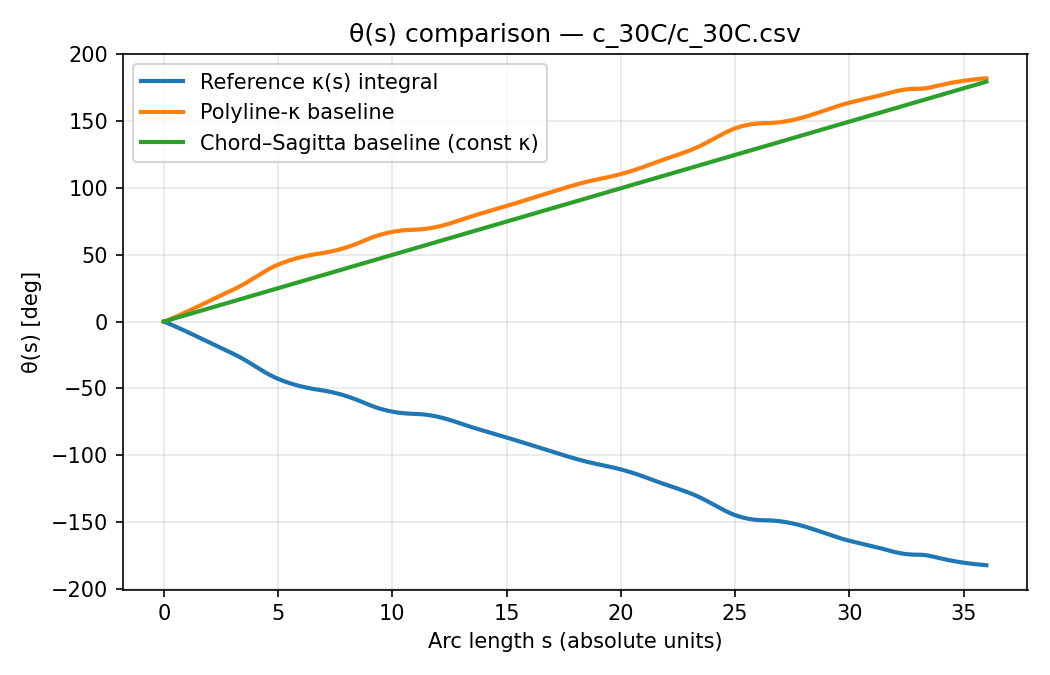 θ(s) comparison — c_30C/c_30C.csv
Reference κ(s) integral
Polyline-κ baseline
Chord–Sagitta baseline (const κ)
θ(s) [deg]
200
150
100
50
0
−50
−100
−150
−200
0 5 10 15 20 25 30 35
Arc length s (absolute units)